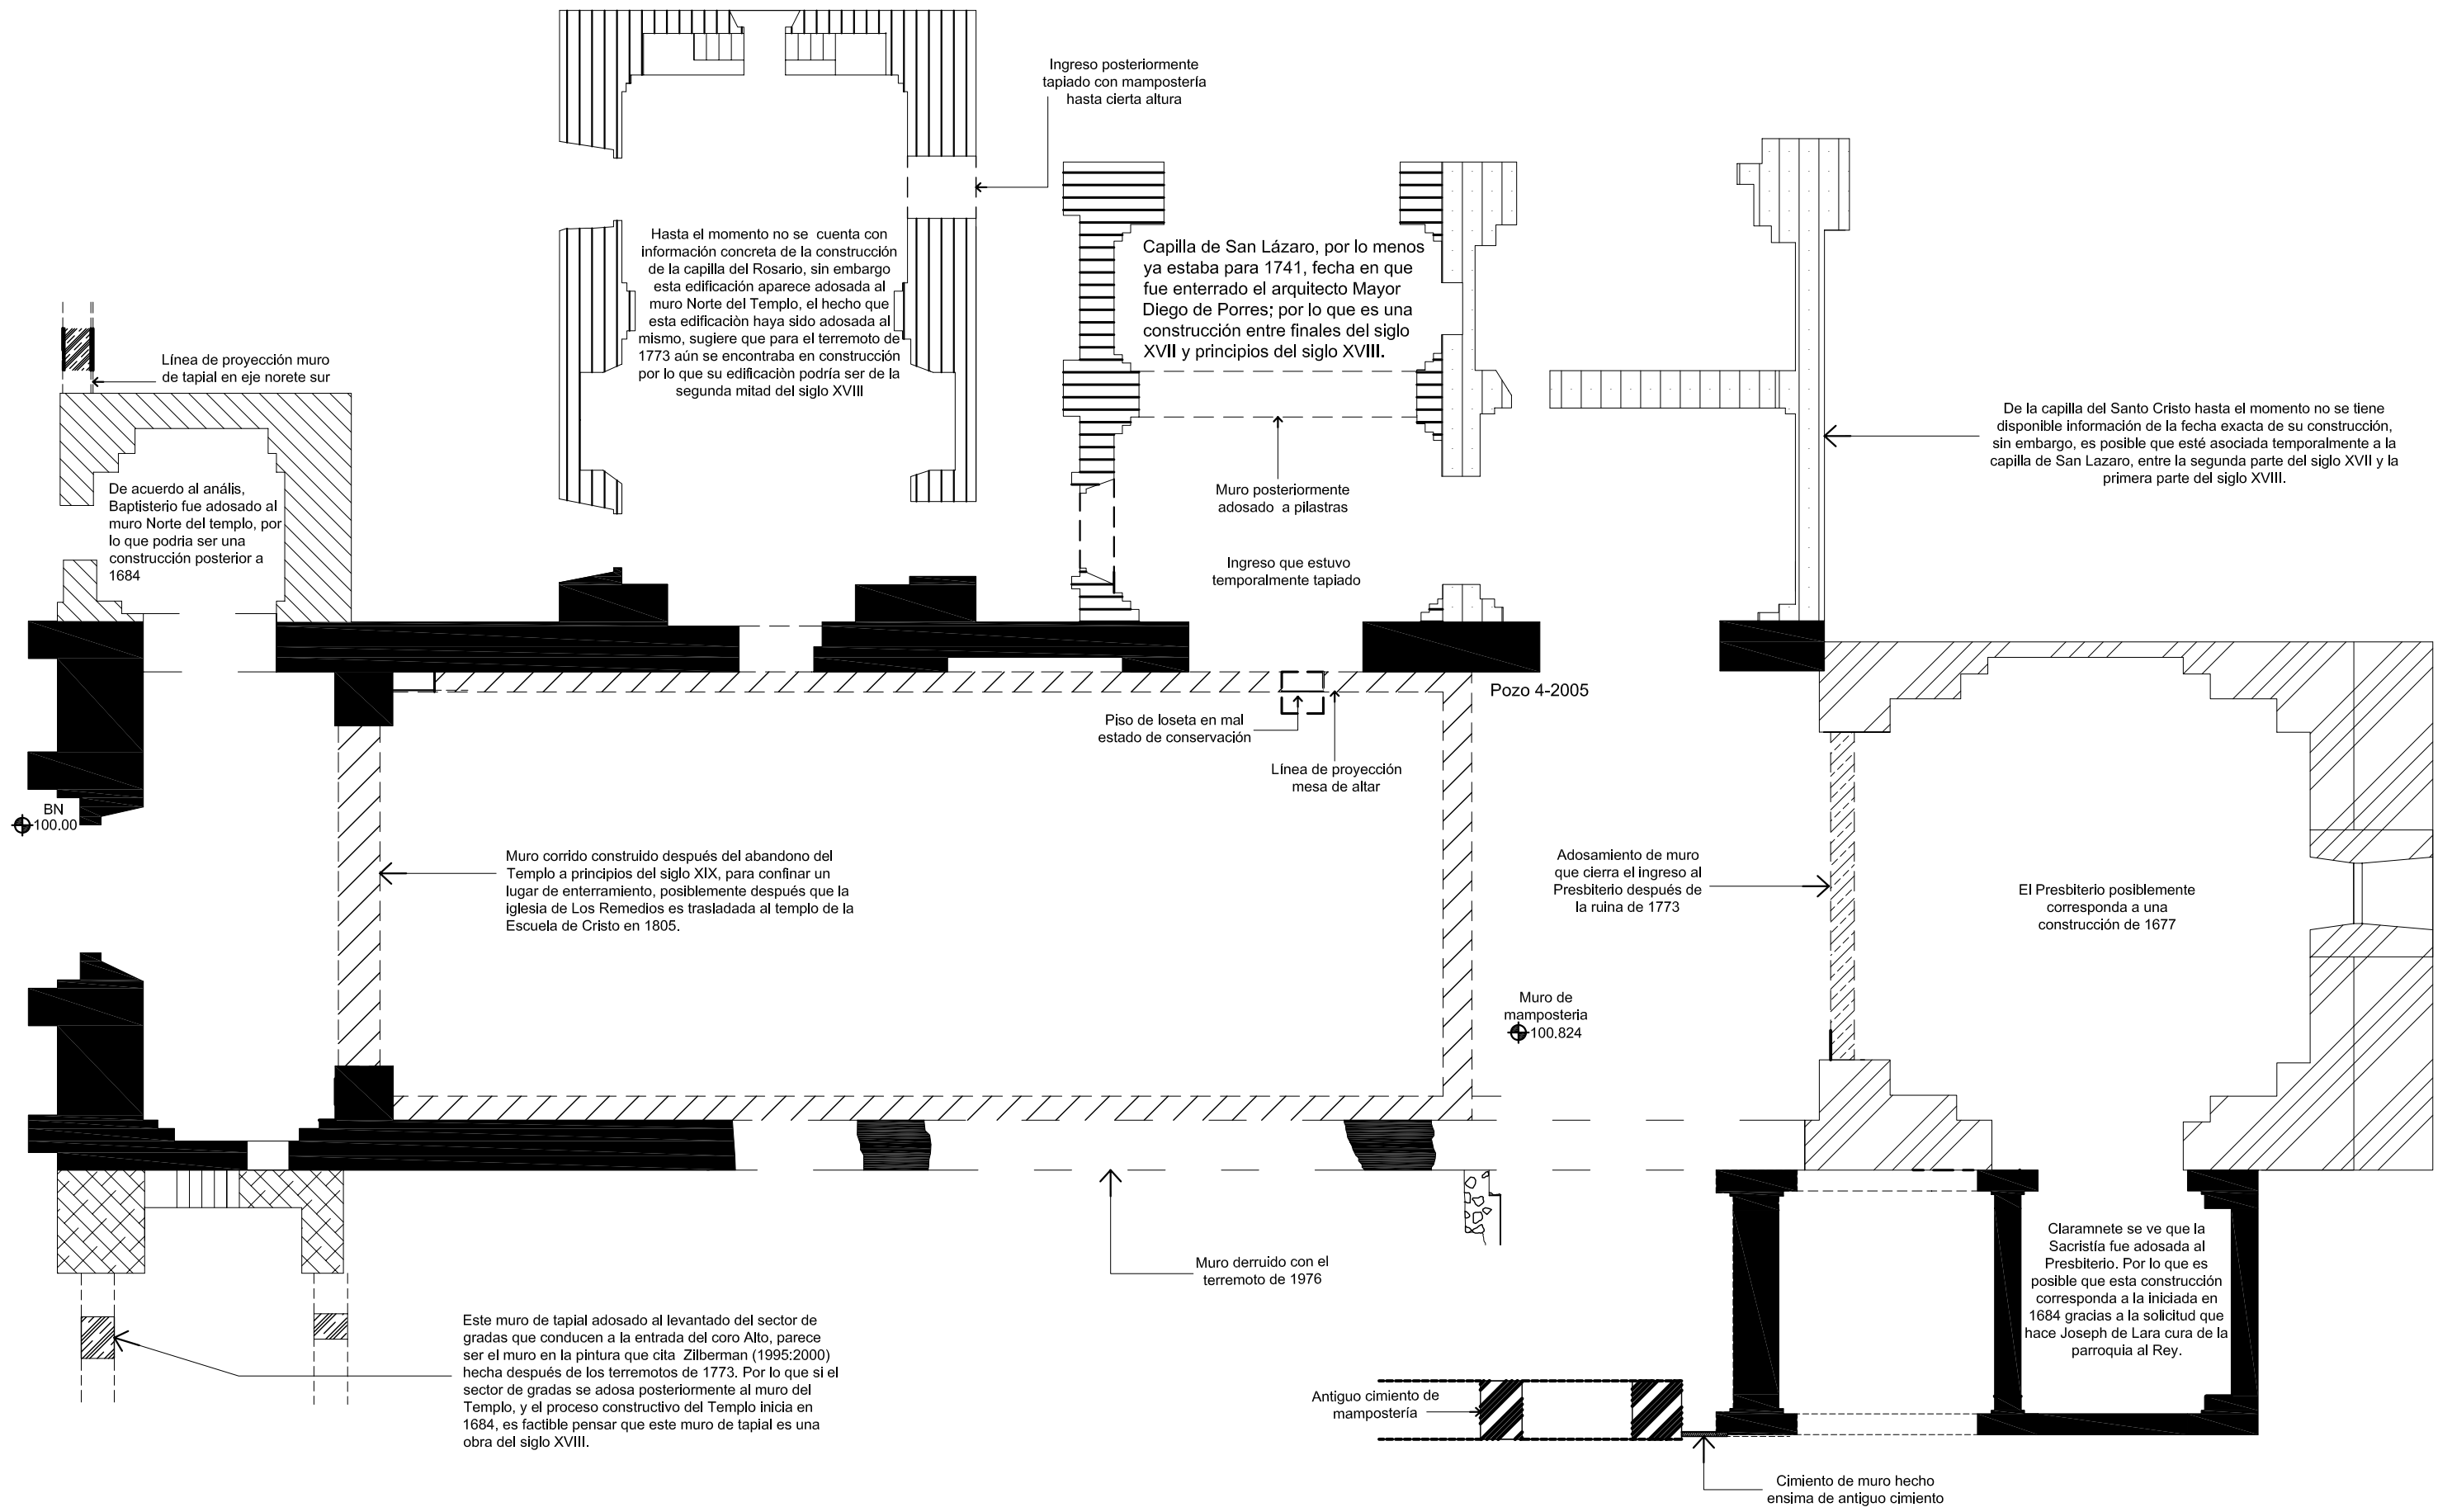 Ingreso posteriormente
tapiado con mampostería
hasta cierta altura
Hasta el momento no se cuenta con
información concreta de la construcción
de la capilla del Rosario, sin embargo
esta edificación aparece adosada al
muro Norte del Templo, el hecho que
esta edificaciòn haya sido adosada al
mismo, sugiere que para el terremoto de
1773 aún se encontraba en construcción
por lo que su edificaciòn podría ser de la
segunda mitad del siglo XVIII
Capilla de San Lázaro, por lo menos
ya estaba para 1741, fecha en que
fue enterrado el arquitecto Mayor
Diego de Porres; por lo que es una
construcción entre finales del siglo
XVII y principios del siglo XVIII.
Línea de proyección muro
de tapial en eje norete sur
De la capilla del Santo Cristo hasta el momento no se tiene
disponible información de la fecha exacta de su construcción,
sin embargo, es posible que esté asociada temporalmente a la
capilla de San Lazaro, entre la segunda parte del siglo XVII y la
primera parte del siglo XVIII.
De acuerdo al anális,
Baptisterio fue adosado al
muro Norte del templo, por
lo que podria ser una
construcción posterior a
1684
Muro posteriormente
adosado a pilastras
Ingreso que estuvo
temporalmente tapiado
Pozo 4-2005
Piso de loseta en mal
estado de conservación
Línea de proyección
mesa de altar
BN
100.00
Muro corrido construido después del abandono del
Templo a principios del siglo XIX, para confinar un
lugar de enterramiento, posiblemente después que la
iglesia de Los Remedios es trasladada al templo de la
Escuela de Cristo en 1805.
Adosamiento de muro
que cierra el ingreso al
Presbiterio después de
la ruina de 1773
El Presbiterio posiblemente
corresponda a una
construcción de 1677
Muro de
mamposteria
100.824
Muro derruido con el
terremoto de 1976
Claramnete se ve que la
Sacristía fue adosada al
Presbiterio. Por lo que es
posible que esta construcción
corresponda a la iniciada en
1684 gracias a la solicitud que
hace Joseph de Lara cura de la
parroquia al Rey.
Este muro de tapial adosado al levantado del sector de
gradas que conducen a la entrada del coro Alto, parece
ser el muro en la pintura que cita Zilberman (1995:2000)
hecha después de los terremotos de 1773. Por lo que si el
sector de gradas se adosa posteriormente al muro del
Templo, y el proceso constructivo del Templo inicia en
1684, es factible pensar que este muro de tapial es una
obra del siglo XVIII.
Antiguo cimiento de
mampostería
Cimiento de muro hecho
ensima de antiguo cimiento